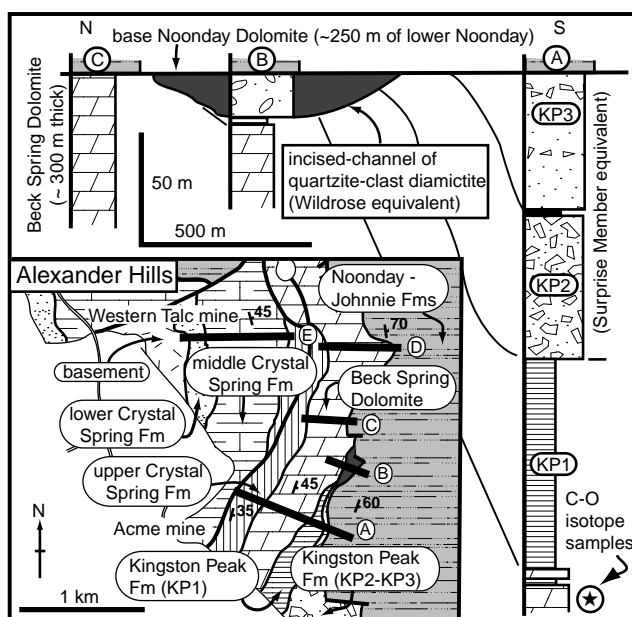 N
S
base Noonday Dolomite (~250 m of lower Noonday)
C
B
A
Beck Spring Dolomite
(~ 300 m thick)
KP3
50 m
500 m
incised-channel of
quartzite-clast diamictite
(Wildrose equivalent)
KP2
(Surprise Member equivalent)
KP1
C-O
isotope
samples
Alexander Hills
Noonday -
Johnnie Fms
Western Talc mine
45
70
E
D
basement
middle Crystal
Spring Fm
Beck Spring
Dolomite
lower Crystal
Spring Fm
C
upper Crystal
Spring Fm
B
45
60
35
N
Acme mine
A
Kingston Peak
Fm (KP1)
Kingston Peak
Fm (KP2-KP3)
1 km